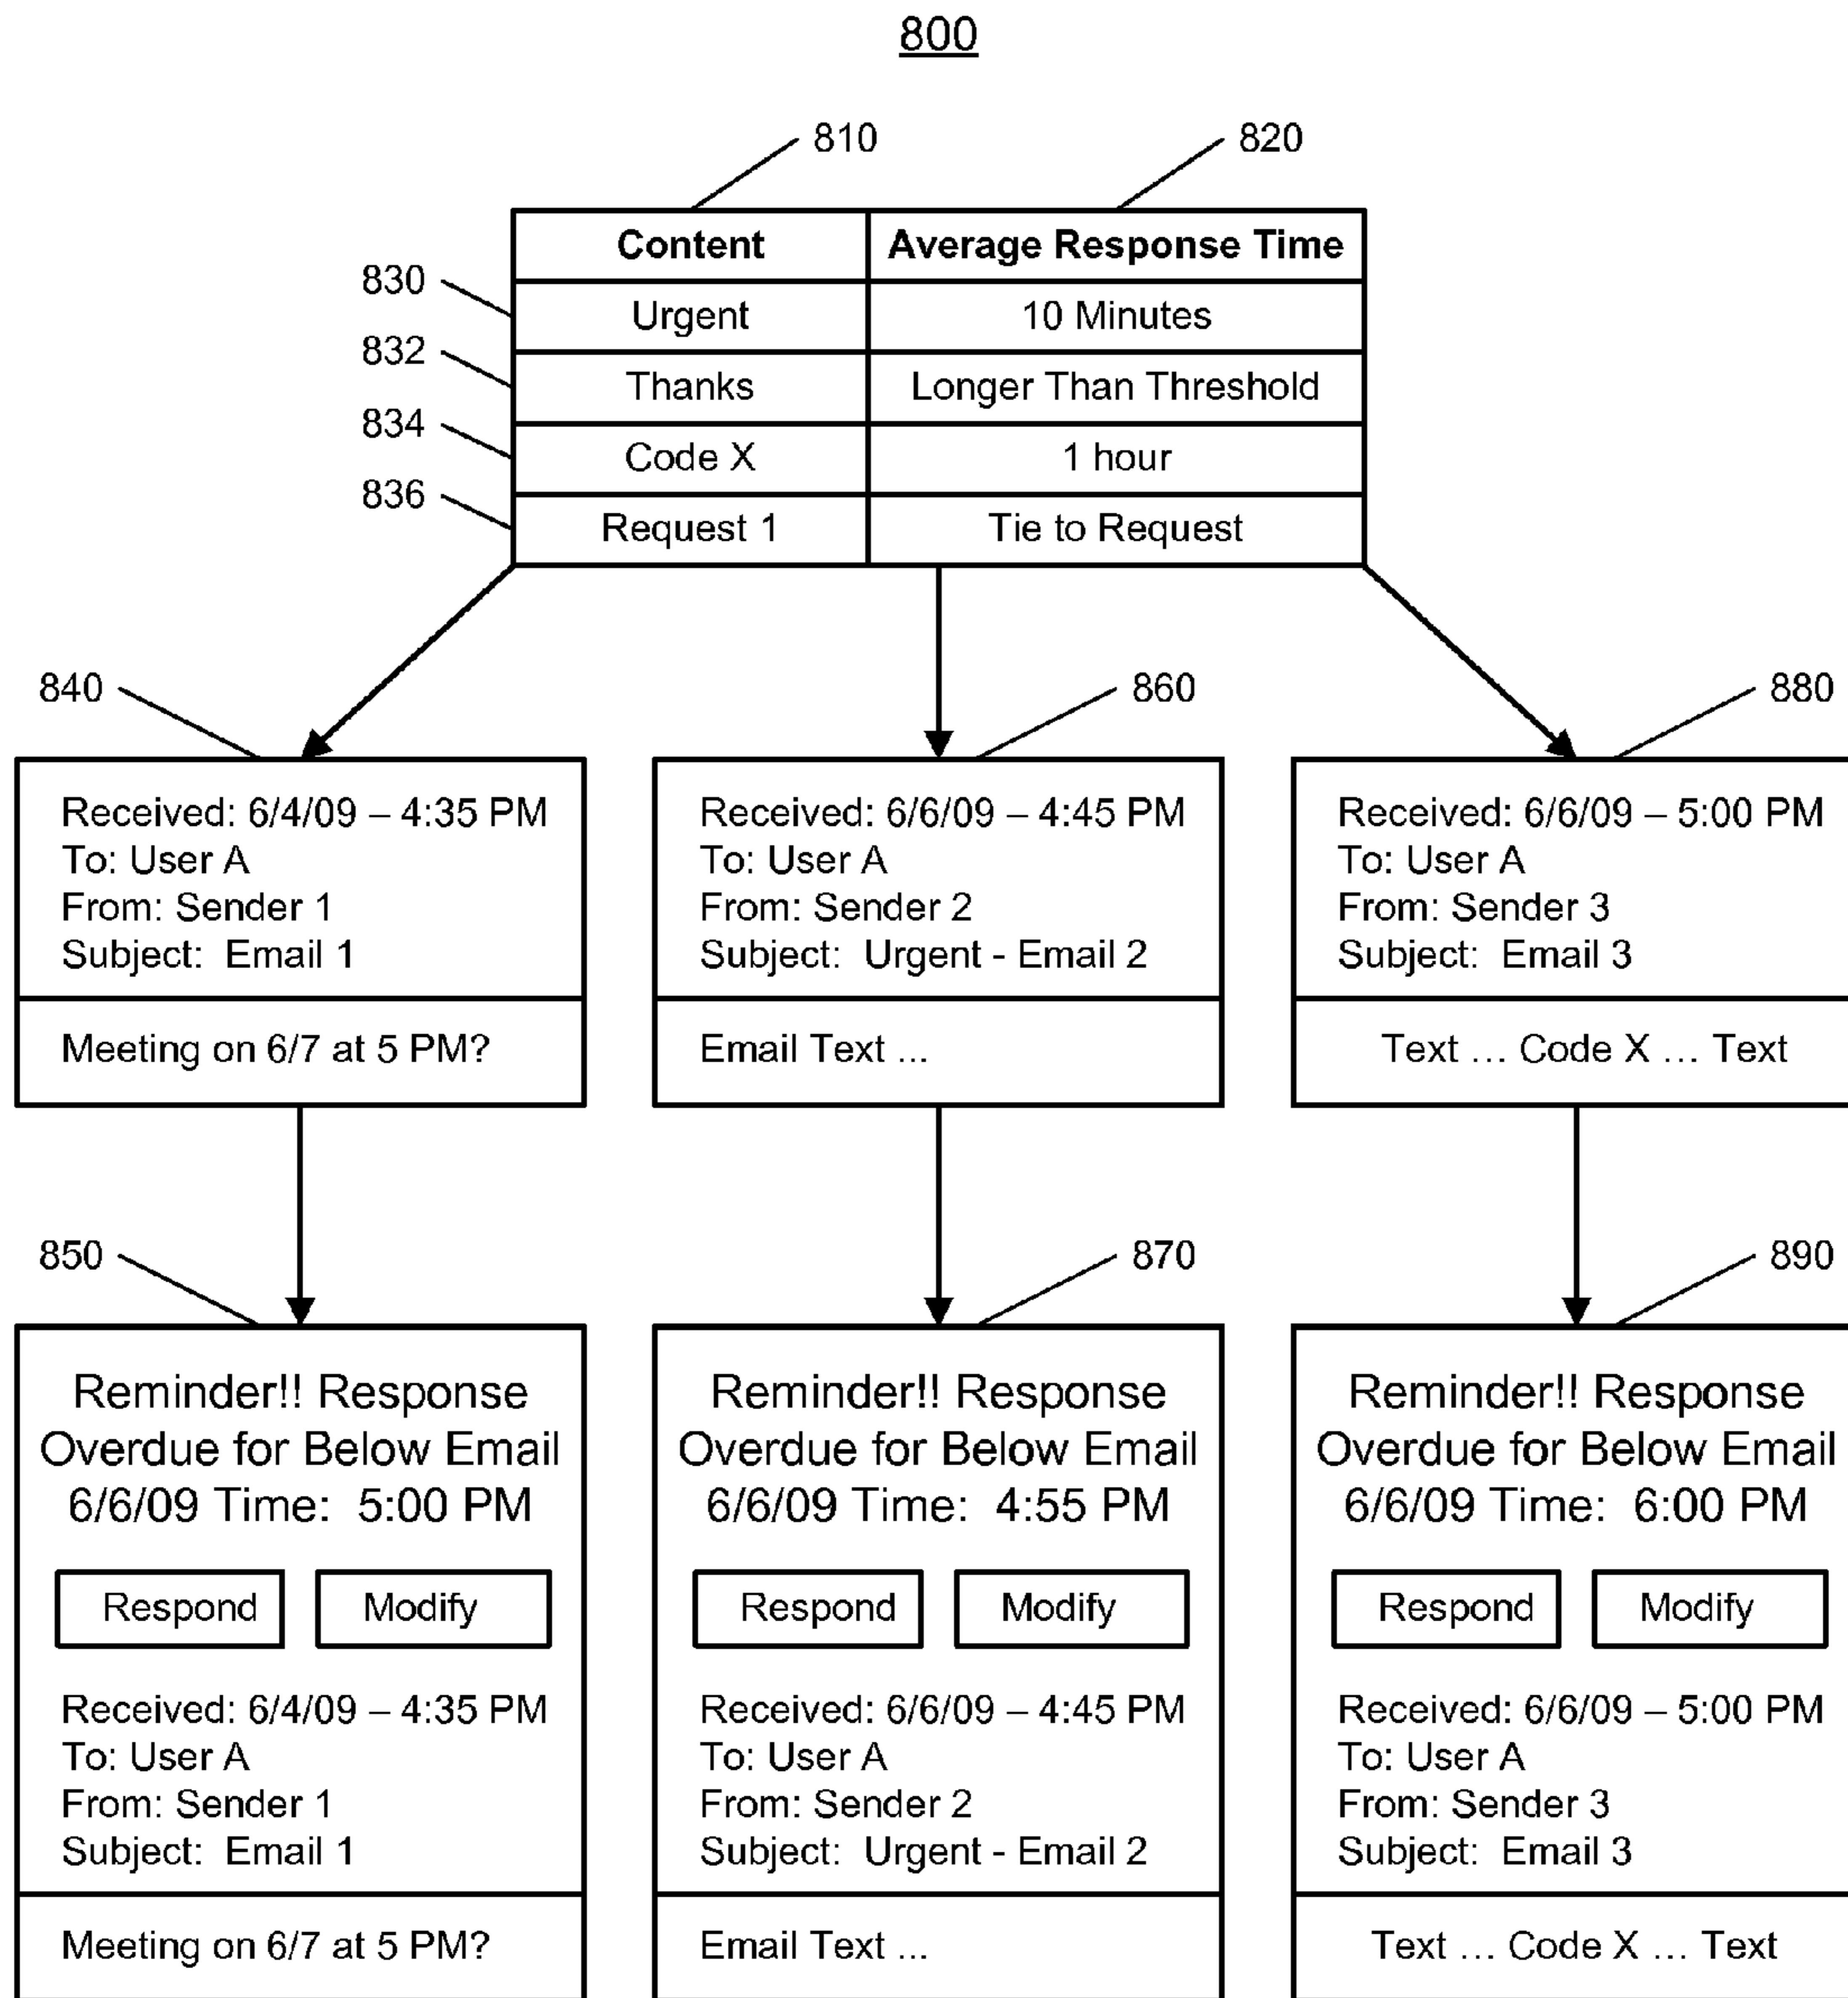 800
810
820
Content Average Response Time
830
Urgent 10 Minutes
832
Thanks Longer Than Threshold
834
Code X 1 hour
836
Request 1 Tie to Request
840
Received: 6/4/09 – 4:35 PM
To: User A
From: Sender 1
Subject: Email 1
Meeting on 6/7 at 5 PM?
860
Received: 6/6/09 – 4:45 PM
To: User A
From: Sender 2
Subject: Urgent - Email 2
Email Text ...
880
Received: 6/6/09 – 5:00 PM
To: User A
From: Sender 3
Subject: Email 3
Text … Code X … Text
850
Reminder!! Response
Overdue for Below Email
6/6/09 Time: 5:00 PM
Respond Modify
Received: 6/4/09 – 4:35 PM
To: User A
From: Sender 1
Subject: Email 1
Meeting on 6/7 at 5 PM?
870
Reminder!! Response
Overdue for Below Email
6/6/09 Time: 4:55 PM
Respond Modify
Received: 6/6/09 – 4:45 PM
To: User A
From: Sender 2
Subject: Urgent - Email 2
Email Text ...
890
Reminder!! Response
Overdue for Below Email
6/6/09 Time: 6:00 PM
Respond Modify
Received: 6/6/09 – 5:00 PM
To: User A
From: Sender 3
Subject: Email 3
Text … Code X … Text